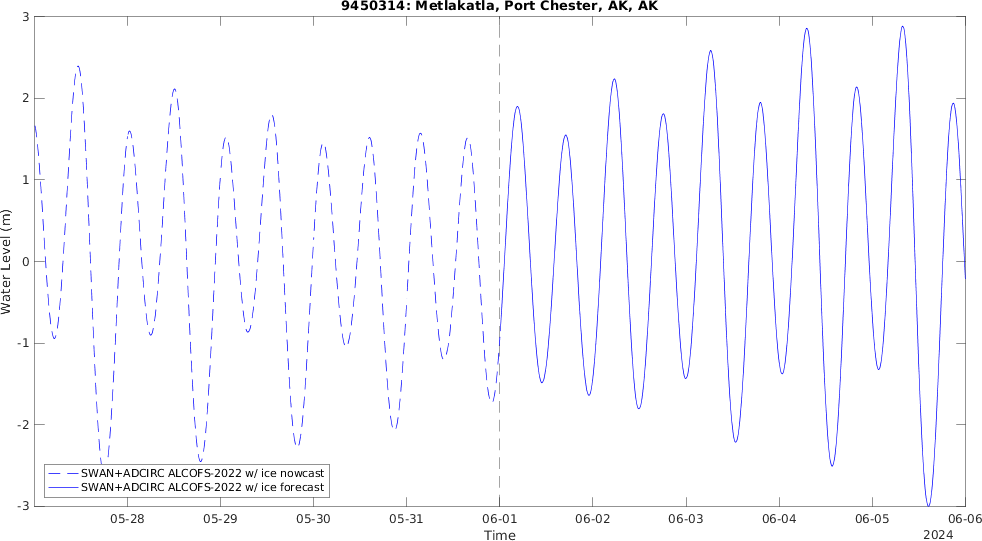 9450314: Metlakatla, Port Chester, AK, AK
3
2
1
0
-1
-2
-3
Water Level (m)
SWAN+ADCIRC ALCOFS-2022 w/ ice nowcast
SWAN+ADCIRC ALCOFS-2022 w/ ice forecast
05-28 05-29 05-30 05-31 06-01 06-02 06-03 06-04 06-05 06-06
Time
2024